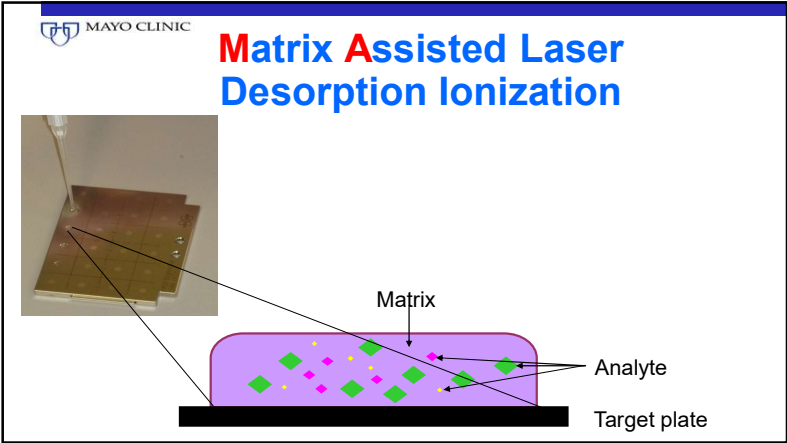 MAYO CLINIC
Matrix Assisted Laser
Desorption Ionization
Matrix
Analyte
Target plate